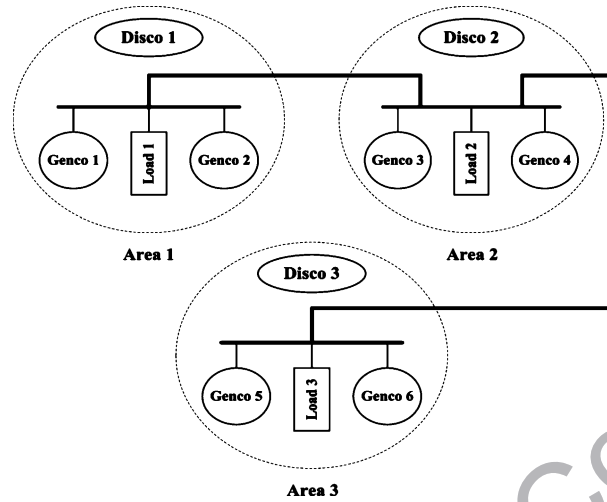 Disco 1
Disco 2
Genco 1
Load 1
Genco 2
Genco 3
Load 2
Genco 4
Area 1
Area 2
Disco 3
Genco 5
Load 3
Genco 6
Area 3